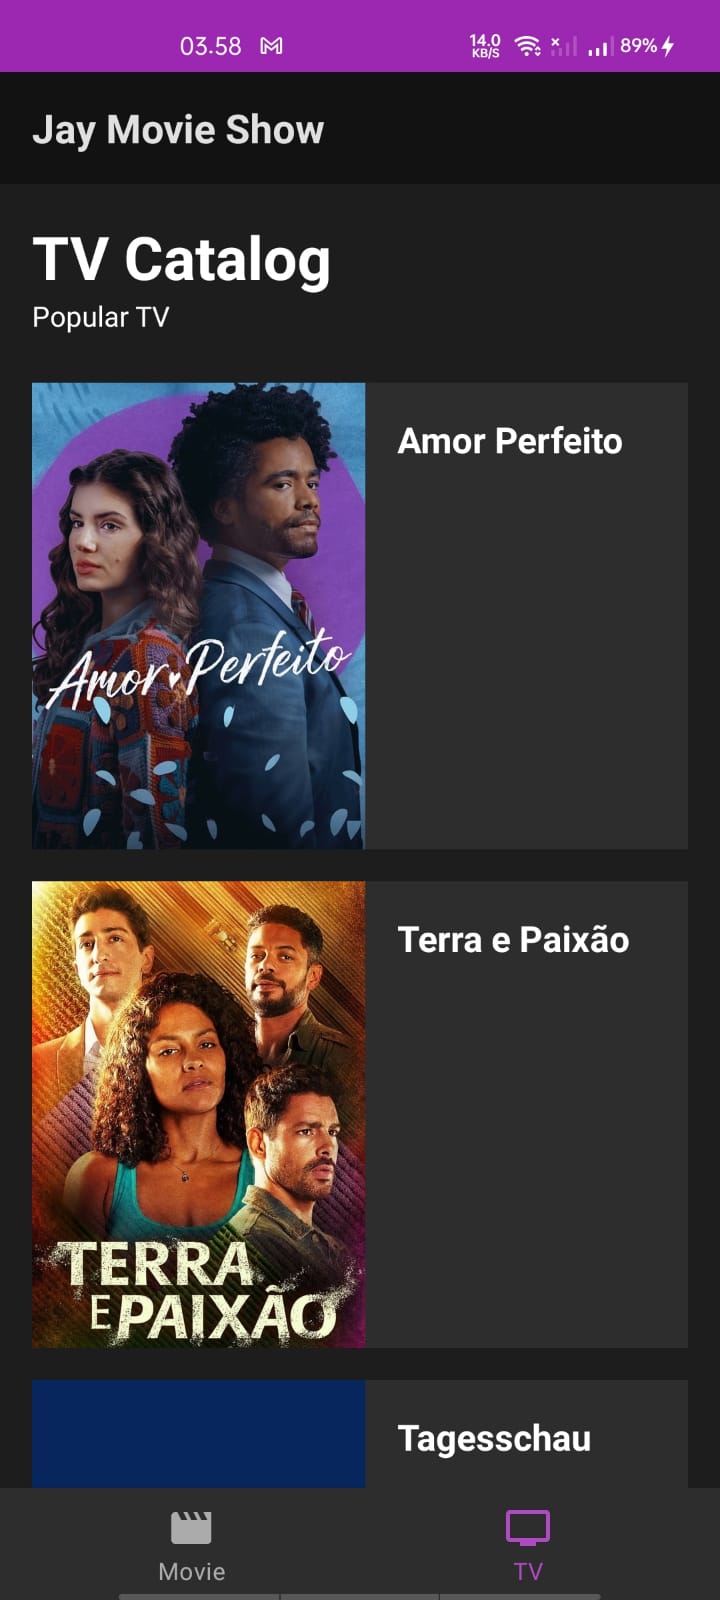 03.58
14.0
KB/S
89%
Jay Movie Show
TV Catalog
Popular TV
Amor Perfeito
Amor Perfeito
Terra e Paixão
TERRA
E PAIXÃO
Tagesschau
Movie
TV